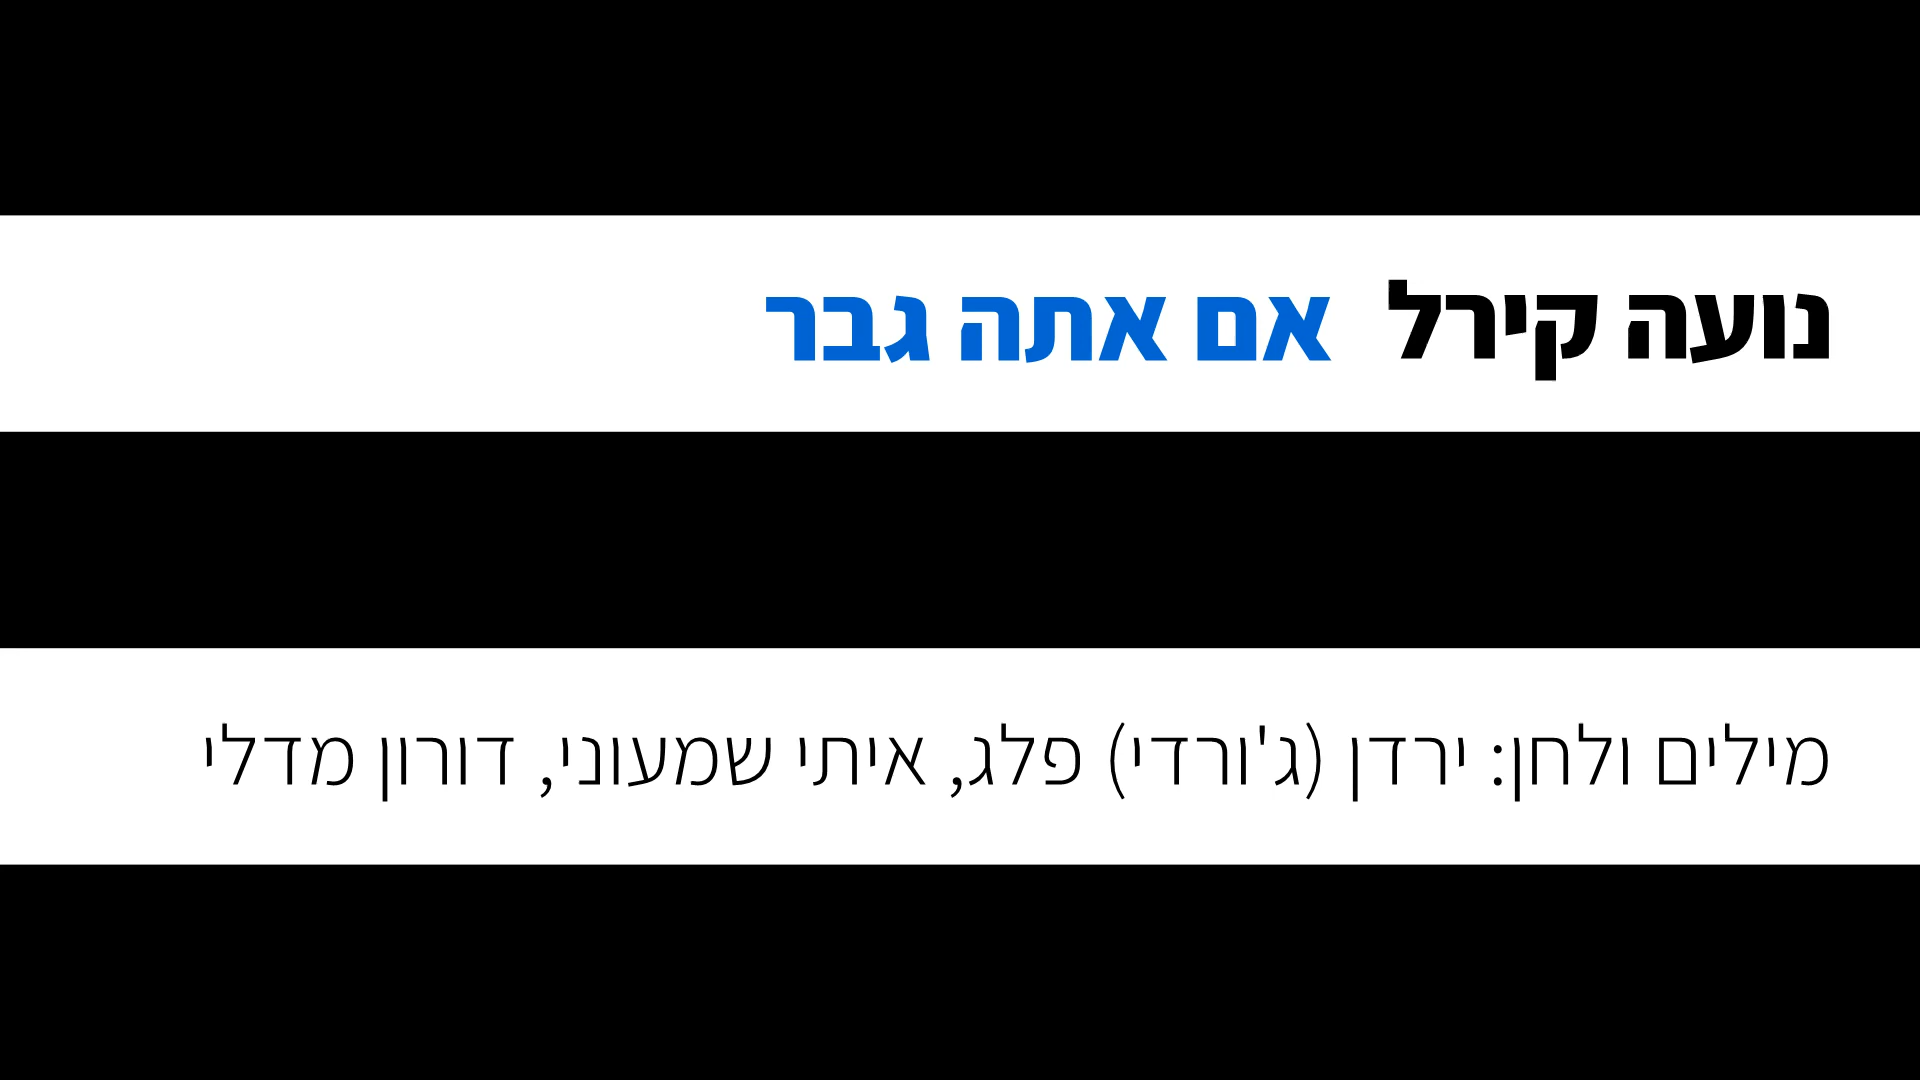 נועה קירל אם אתה גבר
מילים ולחן: ירדן (ג'ורדי) פלג, איתי שמעוני, דורון מדלי